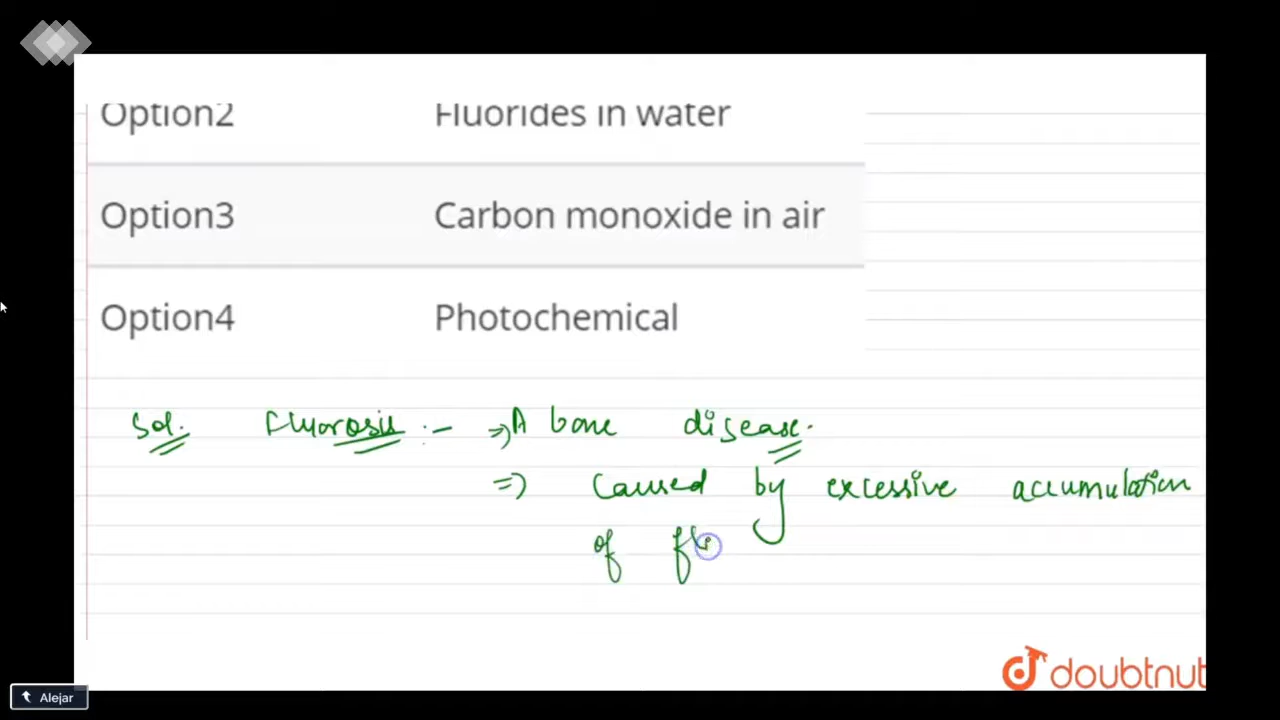 Option2 Fluorides in water
Option3 Carbon monoxide in air
Option4 Photochemical
Sol. Fluorosis :- ⇒ A bone disease.
⇒ Caused by excessive accumulation
of flu
doubtnut
Alejar